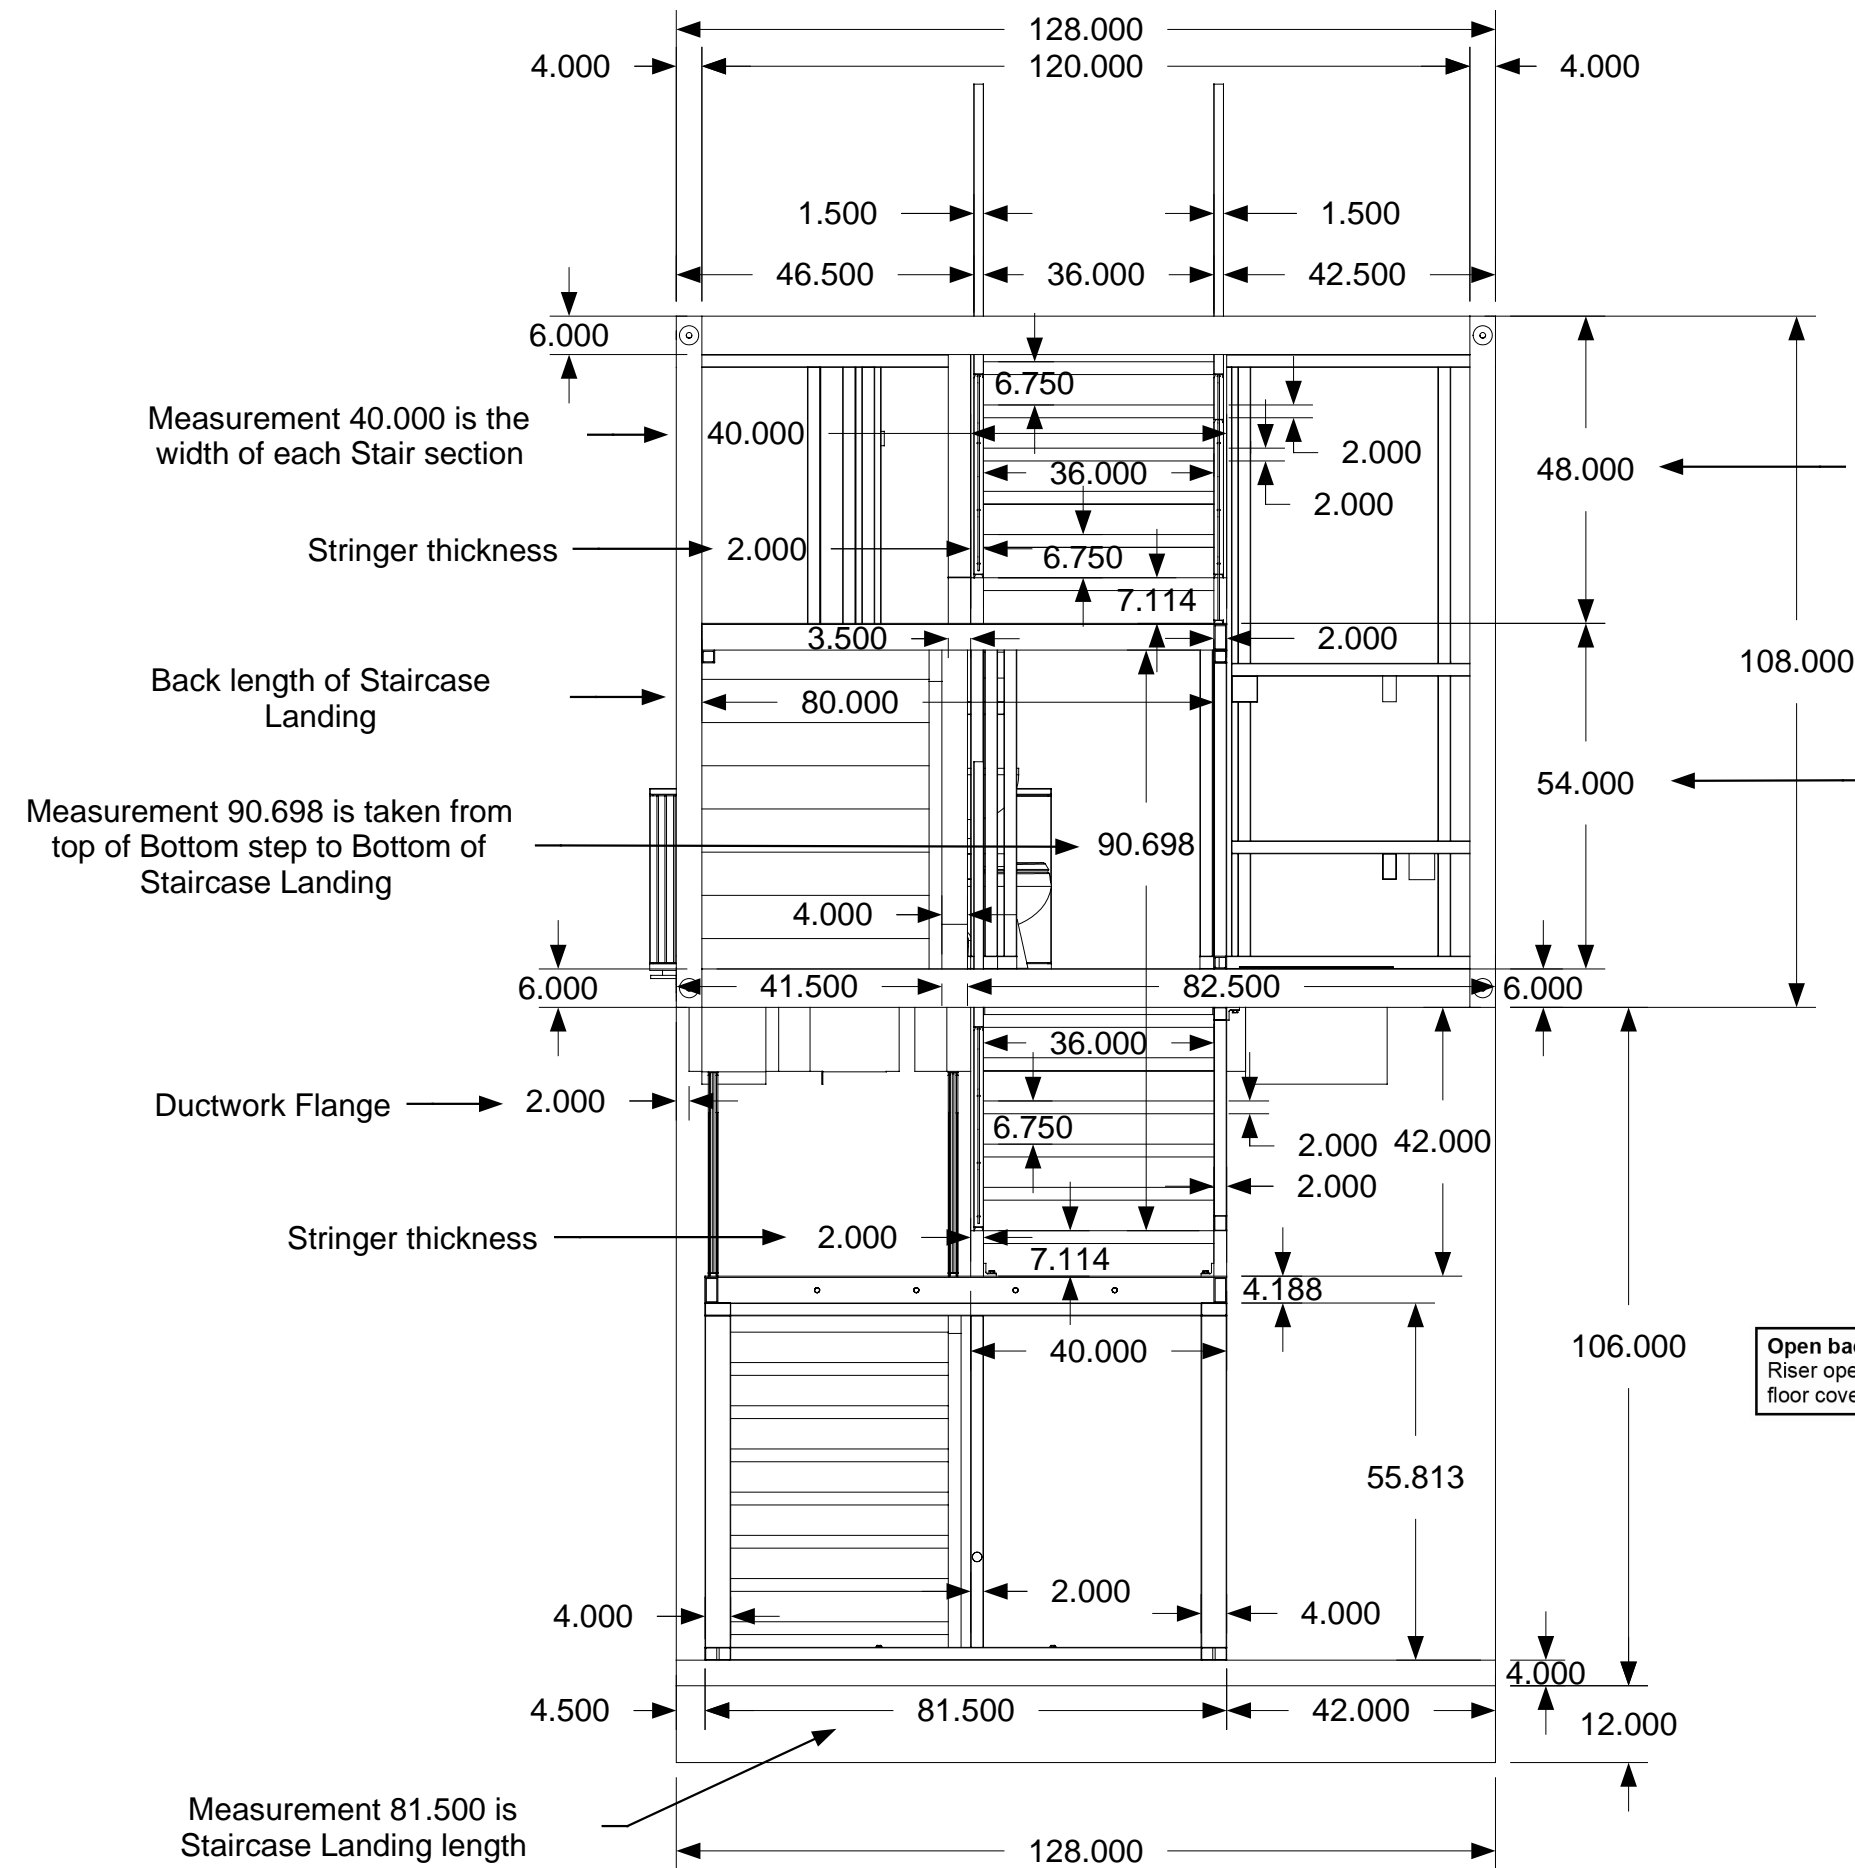 128.000
4.000 120.000 4.000
1.500 1.500
46.500 36.000 42.500
6.000
6.750
Measurement 40.000 is the
width of each Stair section
40.000
2.000
48.000
36.000
2.000
Stringer thickness
2.000
6.750
7.114
3.500
2.000
108.000
Back length of Staircase
Landing
80.000
54.000
Measurement 90.698 is taken from
top of Bottom step to Bottom of
Staircase Landing
90.698
4.000
6.000 41.500 82.500 6.000
36.000
Ductwork Flange
2.000
6.750
2.000 42.000
2.000
Stringer thickness
2.000
7.114
4.188
40.000
106.000
Open
Riser
floor
55.813
2.000
4.000 4.000
4.000
4.500 81.500 42.000
12.000
Measurement 81.500 is
Staircase Landing length
128.000